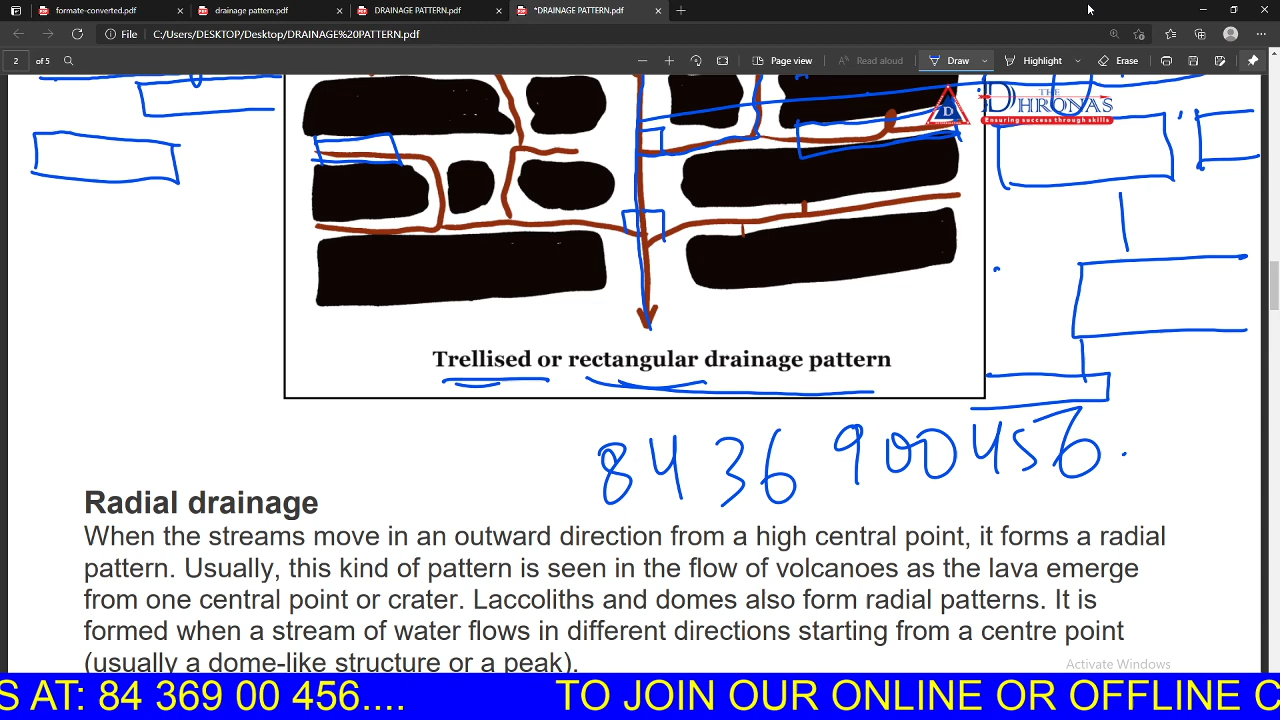 formate-converted.pdf
drainage pattern.pdf
DRAINAGE PATTERN.pdf
*DRAINAGE PATTERN.pdf
File C:/Users/DESKTOP/Desktop/DRAINAGE%20PATTERN.pdf
2 of 5
Page view
Read aloud
Draw
Highlight
Erase
THE
DHRONAS
Ensuring success through skills
D
Trellised or rectangular drainage pattern
8436 900456.
Radial drainage
When the streams move in an outward direction from a high central point, it forms a radial
pattern. Usually, this kind of pattern is seen in the flow of volcanoes as the lava emerge
from one central point or crater. Laccoliths and domes also form radial patterns. It is
formed when a stream of water flows in different directions starting from a centre point
(usually a dome-like structure or a peak).
Activate Windows
S AT: 84 369 00 456.... TO JOIN OUR ONLINE OR OFFLINE C